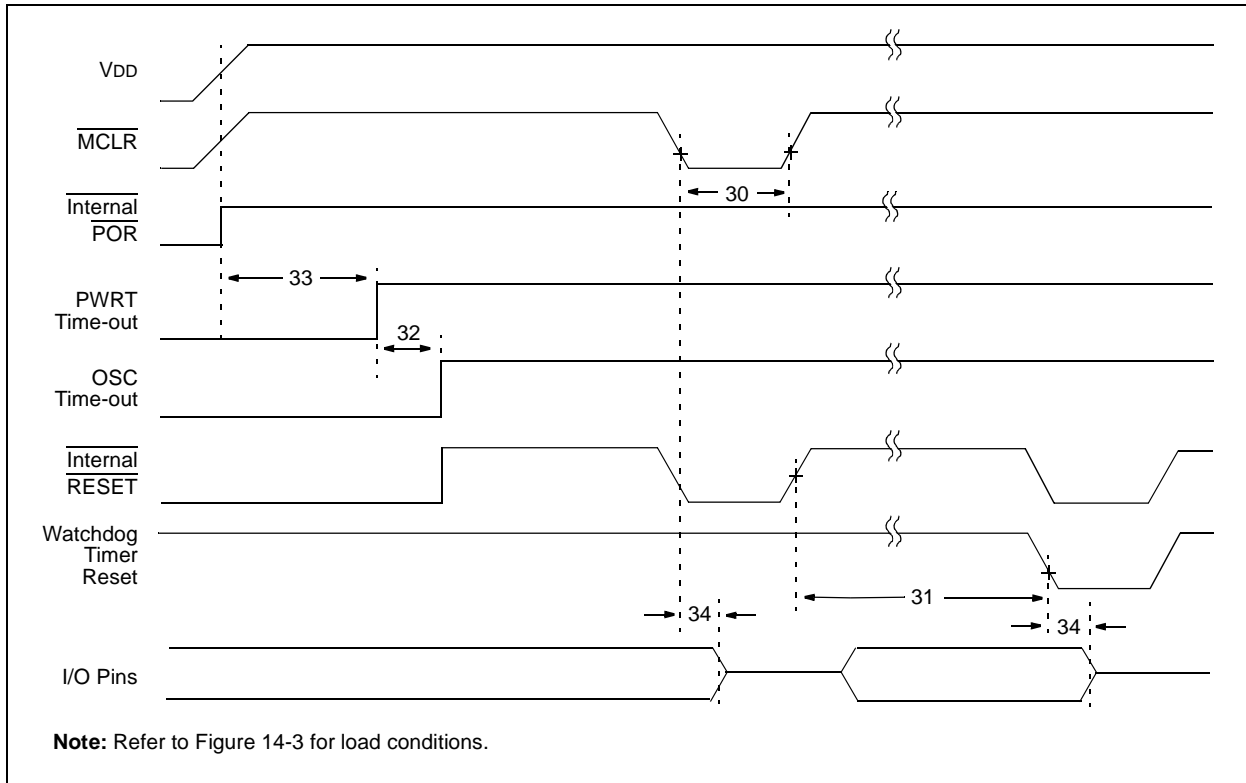 VDD
MCLR
30
Internal
POR
33
PWRT
Time-out
32
OSC
Time-out
Internal
RESET
Watchdog
Timer
Reset
31
34
34
I/O Pins
Note: Refer to Figure 14-3 for load conditions.